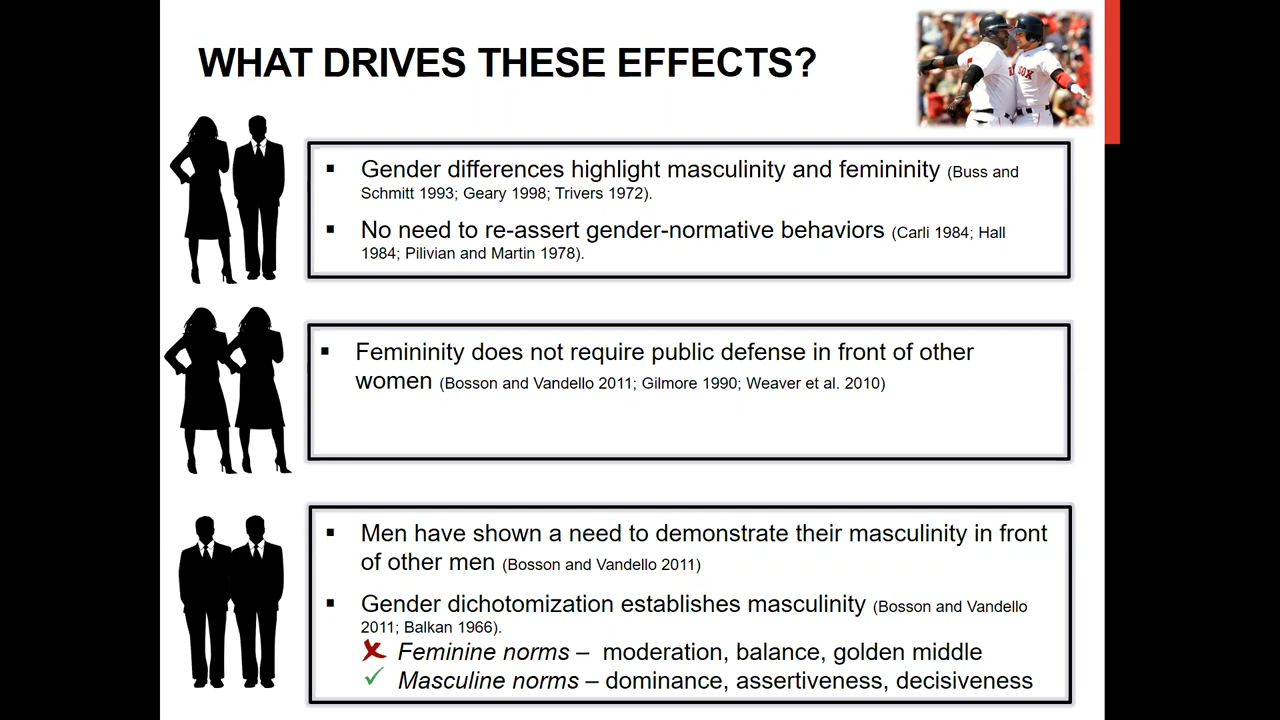 WHAT DRIVES THESE EFFECTS?
SOX
▪ Gender differences highlight masculinity and femininity (Buss and
Schmitt 1993; Geary 1998; Trivers 1972).
▪ No need to re-assert gender-normative behaviors (Carli 1984; Hall
1984; Pilivian and Martin 1978).
▪ Femininity does not require public defense in front of other
women (Bosson and Vandello 2011; Gilmore 1990; Weaver et al. 2010)
▪ Men have shown a need to demonstrate their masculinity in front
of other men (Bosson and Vandello 2011)
▪ Gender dichotomization establishes masculinity (Bosson and Vandello
2011; Balkan 1966).
✗ Feminine norms – moderation, balance, golden middle
✓ Masculine norms – dominance, assertiveness, decisiveness